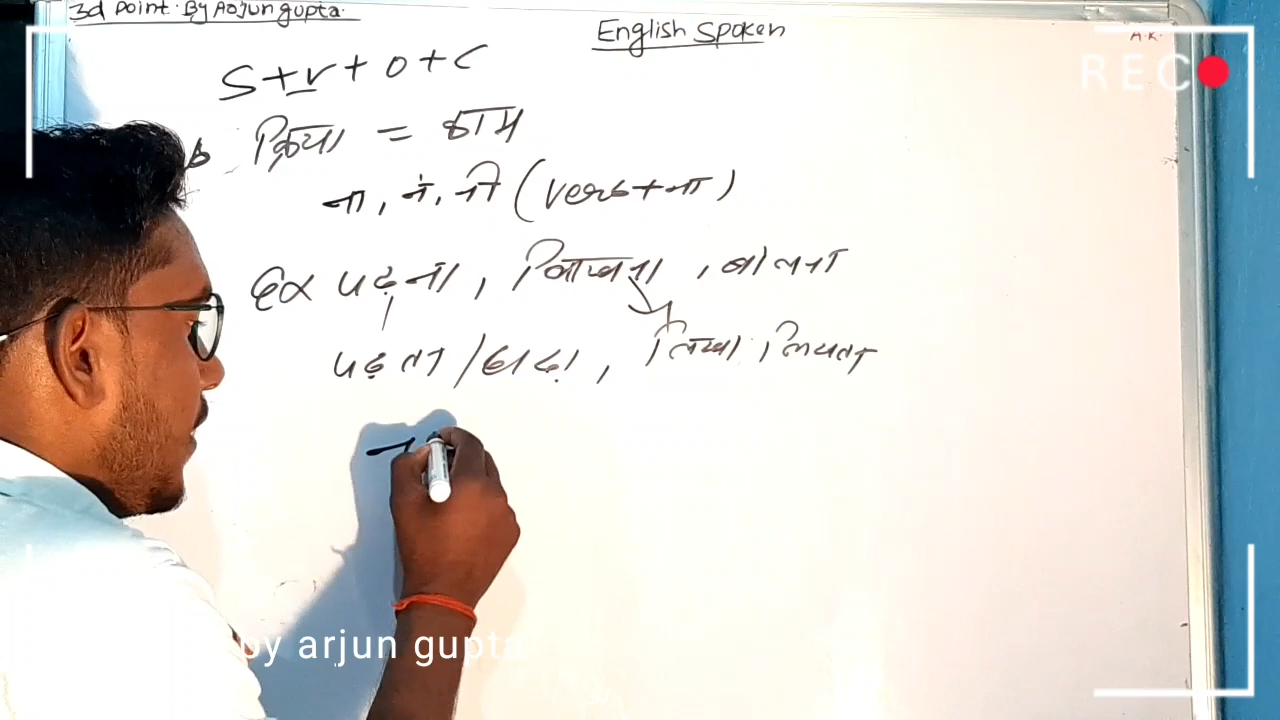 3d Point. By Arjun gupta.
English Spoken
A.K.
REC
S + v + O + C
क्रिया = काम
ना, ने, नी (verb + ना)
Ex पढ़ना, लिखना, बोलना
पढ़ता / पढ़ा, लिखा, लिखता
by arjun gupta